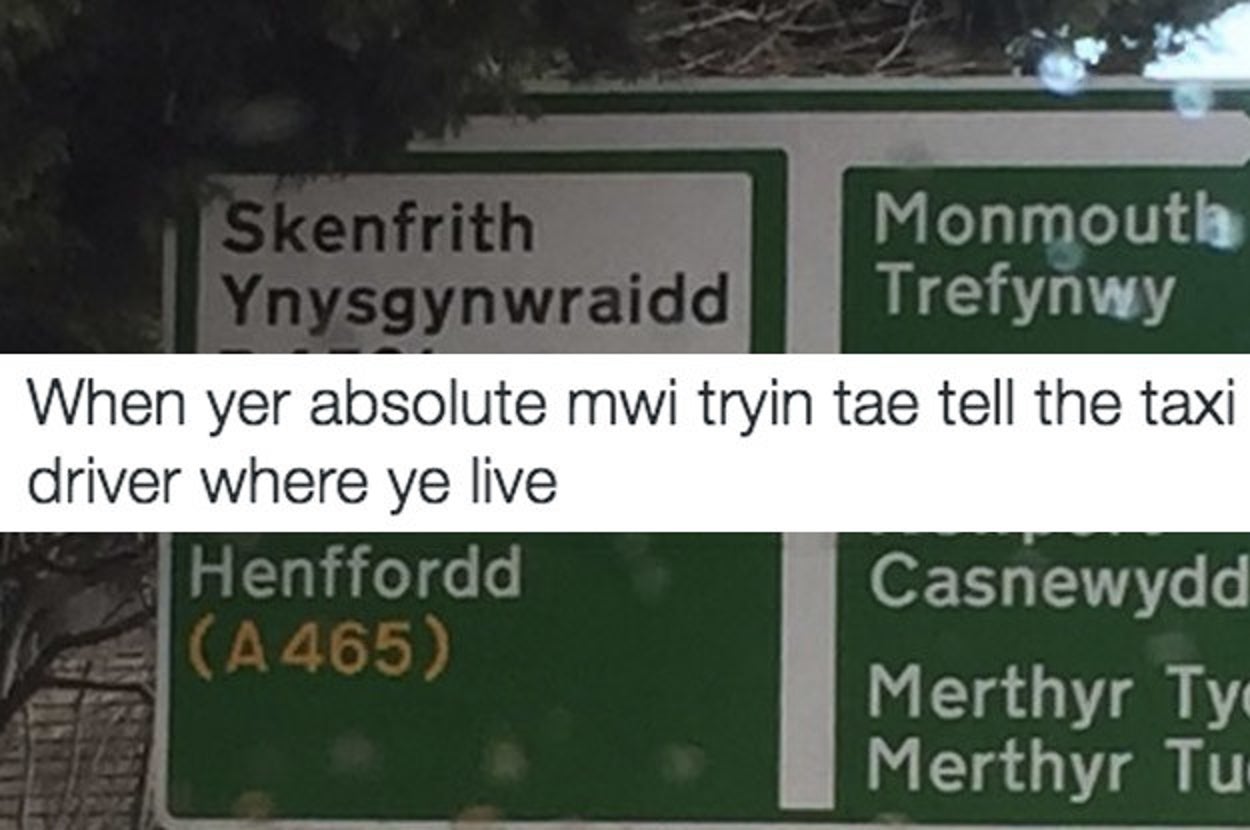 Skenfrith
Ynysgynwraidd
Monmouth
Trefynwy
When yer absolute mwi tryin tae tell the taxi
driver where ye live
Henffordd
(A465)
Casnewydd
Merthyr
Merthyr